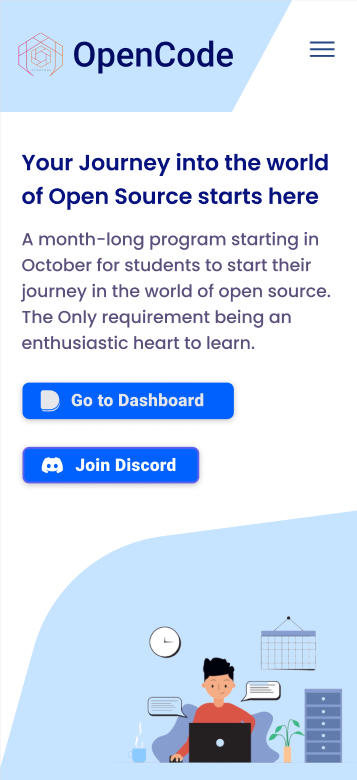 OpenCode
Your Journey into the world
of Open Source starts here
A month-long program starting in
October for students to start their
journey in the world of open source.
The Only requirement being an
enthusiastic heart to learn.
Go to Dashboard
Join Discord